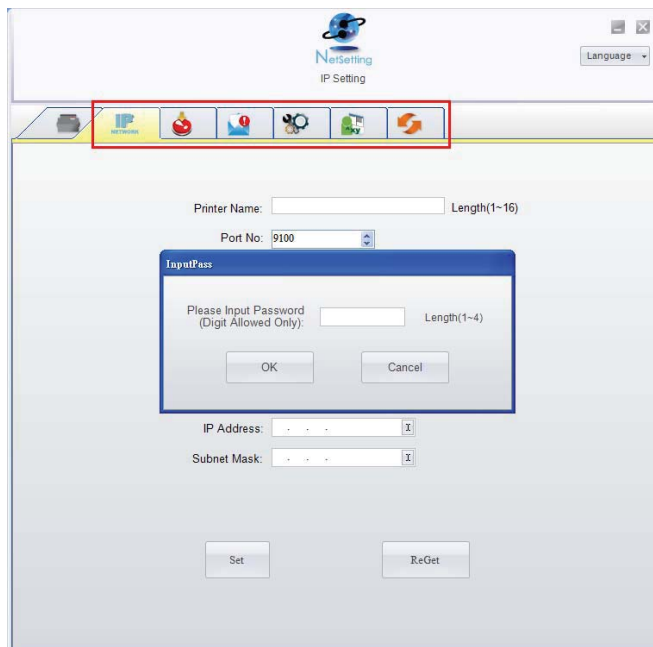 NetSetting
Language
IP Setting
IP
NETWORK
xy
Printer Name:
Length(1~16)
Port No:
9100
InputPass
Please Input Password
(Digit Allowed Only):
Length(1~4)
OK
Cancel
IP Address:
. . .
Subnet Mask:
. . .
Set
ReGet